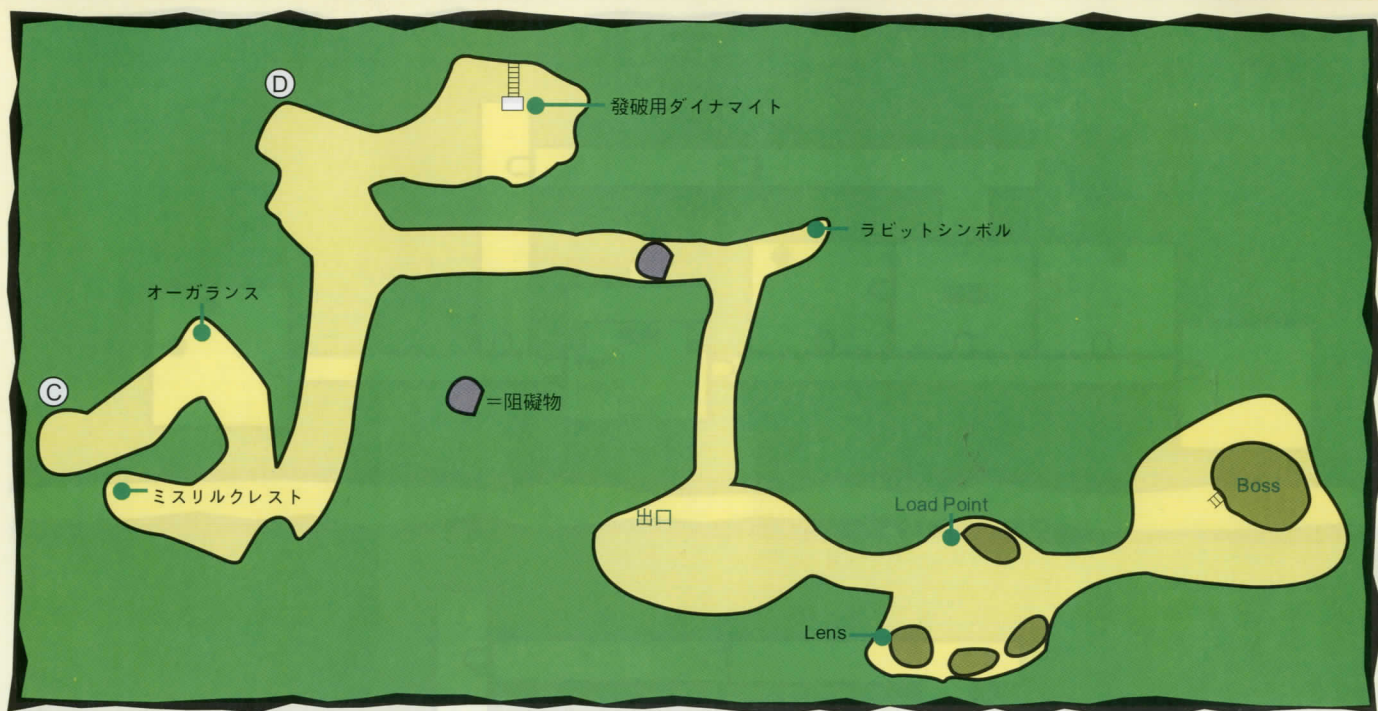 D
發破用ダイナマイト
ラビットシンボル
オーガランス
C
=阻礙物
ミスリルクレスト
Boss
Load Point
出口
Lens